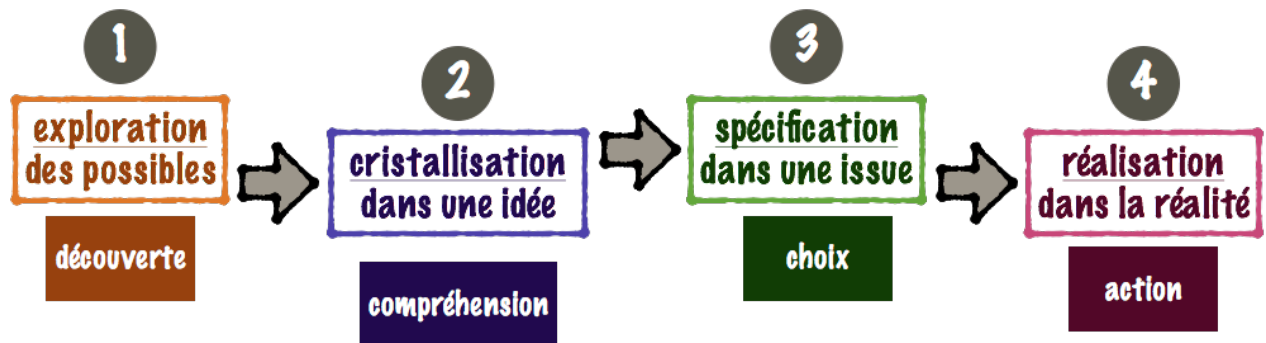 1
exploration
des possibles
découverte
2
cristallisation
dans une idée
compréhension
3
spécification
dans une issue
choix
4
réalisation
dans la réalité
action